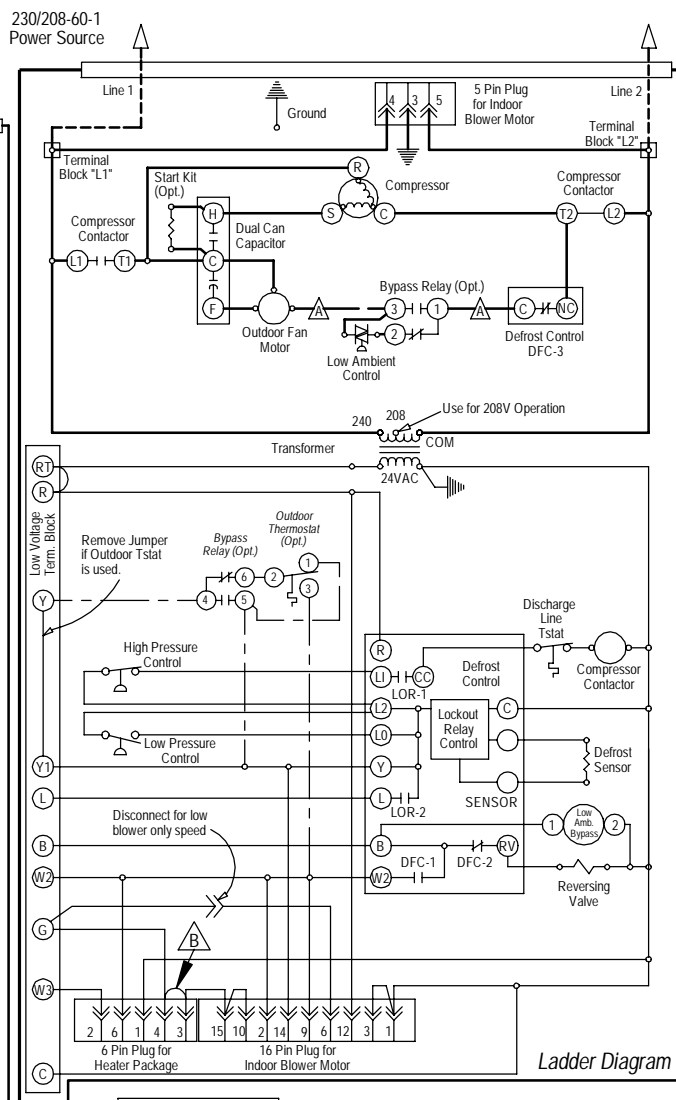 230/208-60-1
Power Source
Line 1
Ground
4 3 5
5 Pin Plug
for Indoor
Blower Motor
Line 2
Terminal
Block "L1"
Terminal
Block "L2"
Start Kit
(Opt.)
R
Compressor
Compressor
Contactor
H
S
C
T2
L2
Compressor
Contactor
Dual Can
Capacitor
L1
T1
C
Bypass Relay (Opt.)
F
A
3
1
A
C
NC
Outdoor Fan
Motor
2
Low Ambient
Control
Defrost Control
DFC-3
240
208
Use for 208V Operation
COM
Transformer
24VAC
RT
R
Low Voltage
Term. Block
Remove Jumper
if Outdoor Tstat
is used.
Bypass
Relay (Opt.)
Outdoor
Thermostat
(Opt.)
1
6
2
3
Y
4
5
Discharge
Line
Tstat
High Pressure
Control
R
Defrost
Control
LI
CC
LOR-1
Compressor
Contactor
L2
Lockout
Relay
Control
C
L0
Low Pressure
Control
Defrost
Sensor
Y1
Y
SENSOR
L
L
LOR-2
Disconnect for low
blower only speed
1
Low
Amb.
Bypass
2
B
B
DFC-1
DFC-2
RV
W2
W2
Reversing
Valve
G
B
W3
2 6 1 4 3
15 10 2 14 9 6 12 3 1
6 Pin Plug for
Heater Package
16 Pin Plug for
Indoor Blower Motor
C
Ladder Diagram